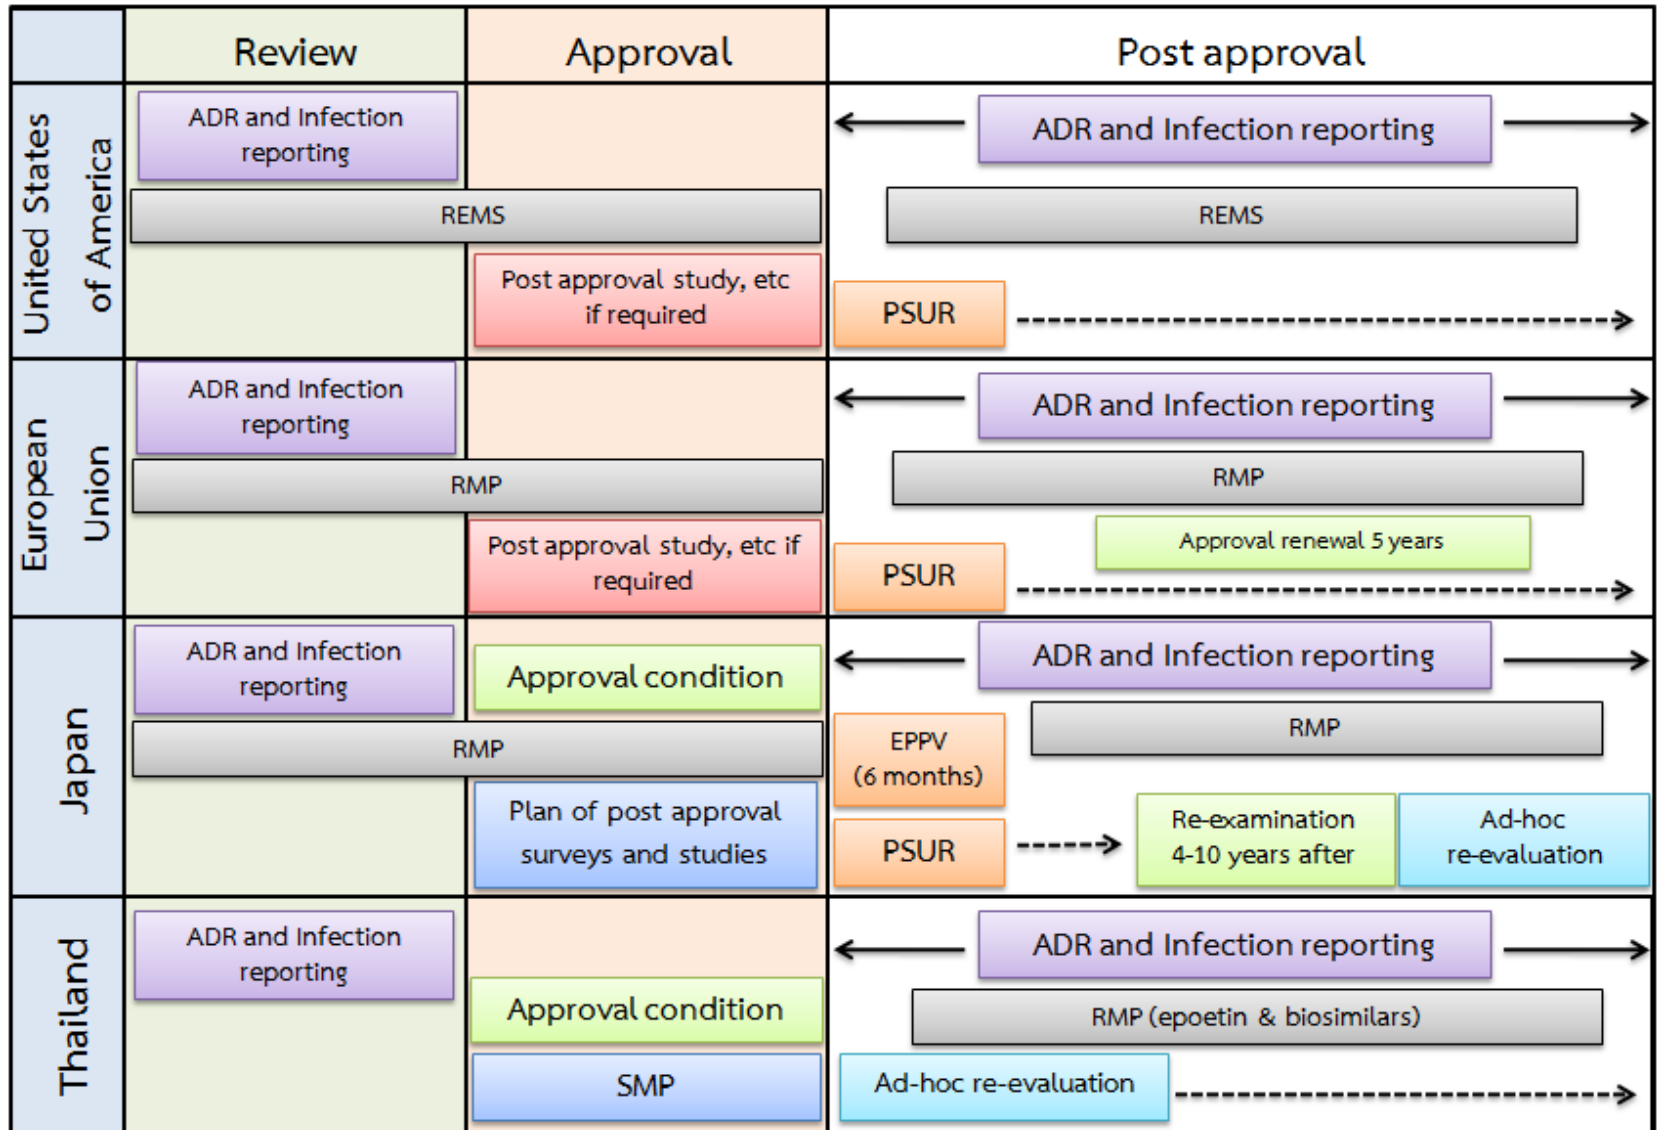 Review
Approval
Post approval
United States
of America
ADR and Infection
reporting
REMS
Post approval study, etc
if required
ADR and Infection reporting
REMS
PSUR
European
Union
ADR and Infection
reporting
RMP
Post approval study, etc if
required
ADR and Infection reporting
RMP
Approval renewal 5 years
PSUR
Japan
ADR and Infection
reporting
Approval condition
RMP
Plan of post approval
surveys and studies
ADR and Infection reporting
EPPV
(6 months)
RMP
PSUR
Re-examination
4-10 years after
Ad-hoc
re-evaluation
Thailand
ADR and Infection
reporting
Approval condition
SMP
ADR and Infection reporting
RMP (epoetin & biosimilars)
Ad-hoc re-evaluation